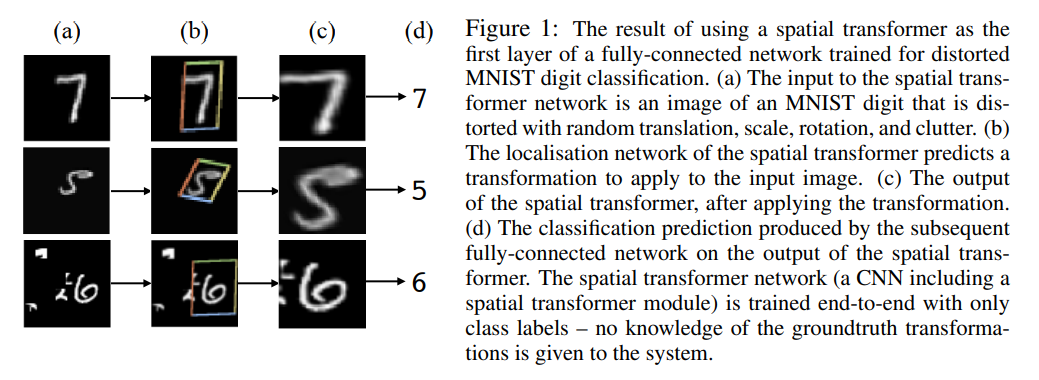 (a) (b) (c) (d)
7
5
6
Figure 1: The result of using a spatial transformer as the
first layer of a fully-connected network trained for distorted
MNIST digit classification. (a) The input to the spatial trans-
former network is an image of an MNIST digit that is dis-
torted with random translation, scale, rotation, and clutter. (b)
The localisation network of the spatial transformer predicts a
transformation to apply to the input image. (c) The output
of the spatial transformer, after applying the transformation.
(d) The classification prediction produced by the subsequent
fully-connected network on the output of the spatial trans-
former. The spatial transformer network (a CNN including a
spatial transformer module) is trained end-to-end with only
class labels – no knowledge of the groundtruth transforma-
tions is given to the system.